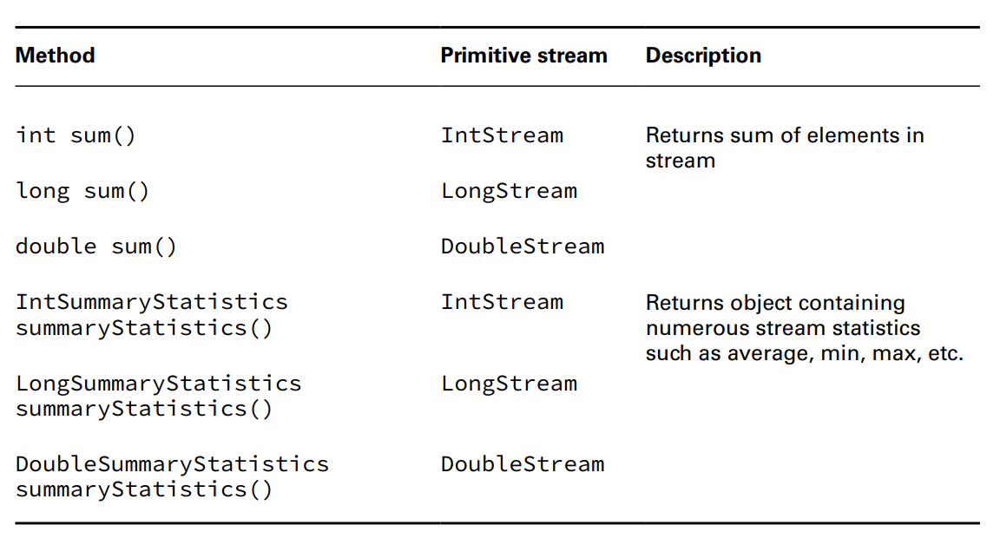 Method Primitive stream Description
int sum() IntStream Returns sum of elements in
stream
long sum() LongStream
double sum() DoubleStream
IntSummaryStatistics IntStream Returns object containing
summaryStatistics() numerous stream statistics
such as average, min, max, etc.
LongSummaryStatistics LongStream
summaryStatistics()
DoubleSummaryStatistics DoubleStream
summaryStatistics()